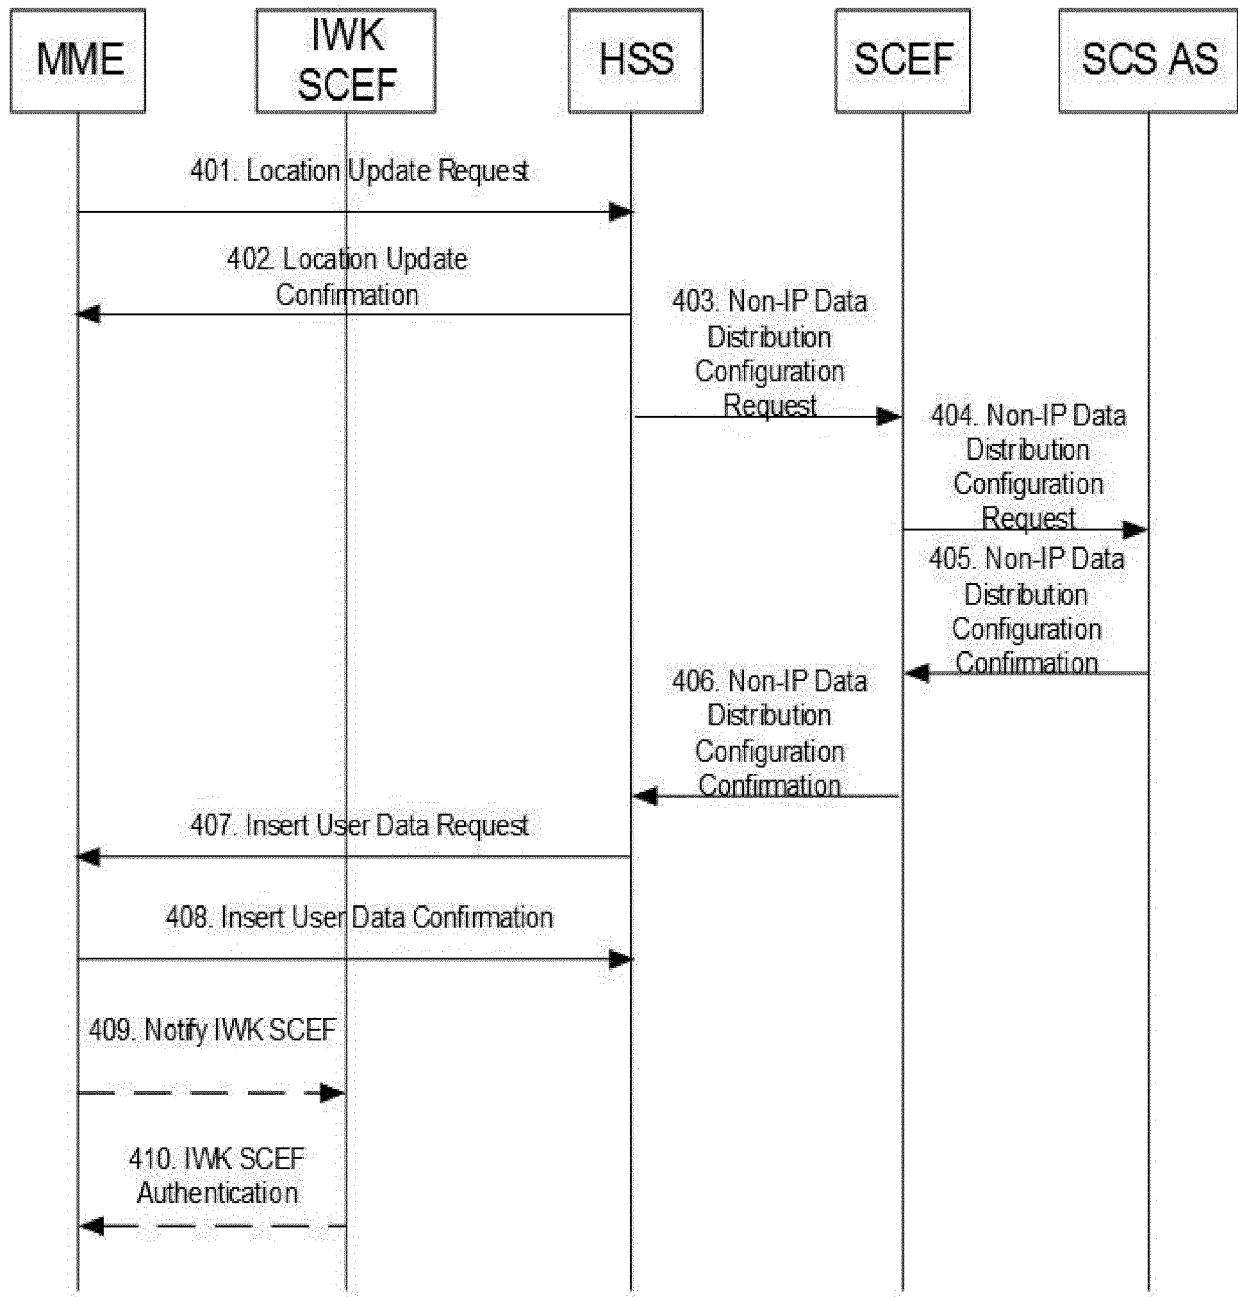 MME
IWK
SCEF
HSS
SCEF
SCS AS
401. Location Update Request
402. Location Update
Confirmation
403. Non-IP Data
Distribution
Configuration
Request
404. Non-IP Data
Distribution
Configuration
Request
405. Non-IP Data
Distribution
Configuration
Confirmation
406. Non-IP Data
Distribution
Configuration
Confirmation
407. Insert User Data Request
408. Insert User Data Confirmation
409. Notify IWK SCEF
410. IWK SCEF
Authentication